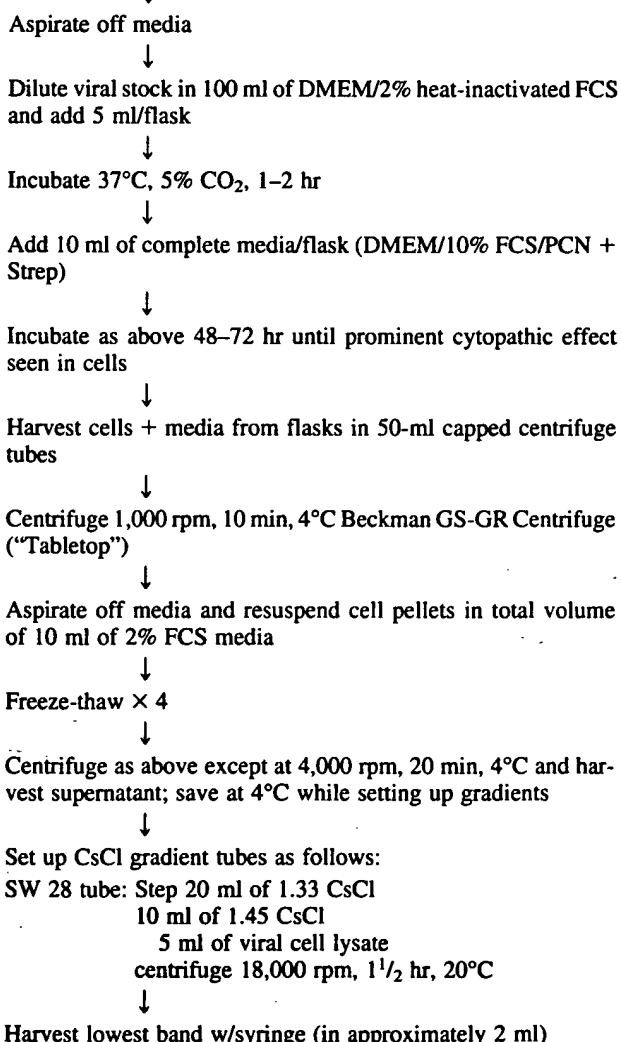 Aspirate off media
↓
Dilute viral stock in 100 ml of DMEM/2% heat-inactivated FCS
and add 5 ml/flask
↓
Incubate 37°C, 5% CO₂, 1–2 hr
↓
Add 10 ml of complete media/flask (DMEM/10% FCS/PCN +
Strep)
↓
Incubate as above 48–72 hr until prominent cytopathic effect
seen in cells
↓
Harvest cells + media from flasks in 50-ml capped centrifuge
tubes
↓
Centrifuge 1,000 rpm, 10 min, 4°C Beckman GS-GR Centrifuge
("Tabletop")
↓
Aspirate off media and resuspend cell pellets in total volume
of 10 ml of 2% FCS media
↓
Freeze-thaw × 4
↓
Centrifuge as above except at 4,000 rpm, 20 min, 4°C and har-
vest supernatant; save at 4°C while setting up gradients
↓
Set up CsCl gradient tubes as follows:
SW 28 tube: Step 20 ml of 1.33 CsCl
10 ml of 1.45 CsCl
5 ml of viral cell lysate
centrifuge 18,000 rpm, 1¹/₂ hr, 20°C
↓
Harvest lowest band w/syringe (in approximately 2 ml)